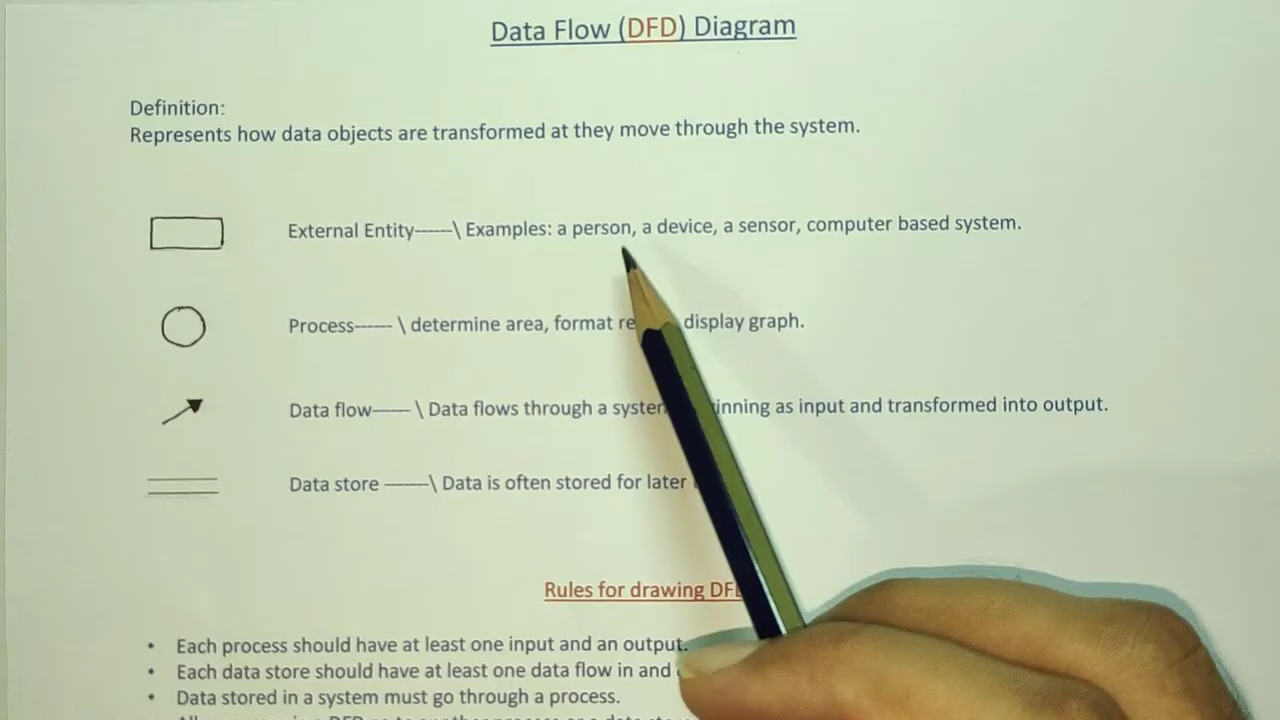 Data Flow (DFD) Diagram
Definition:
Represents how data objects are transformed at they move through the system.
External Entity------\ Examples: a person, a device, a sensor, computer based system.
Process------ \ determine area, format display graph.
Data flow------ \ Data flows through a as input and transformed into output.
Data store -------\ Data is often stored for later
Rules for drawing
Each process should have at least one input and an output.
Each data store should have at least one data flow in and
Data stored in a system must go through a process.